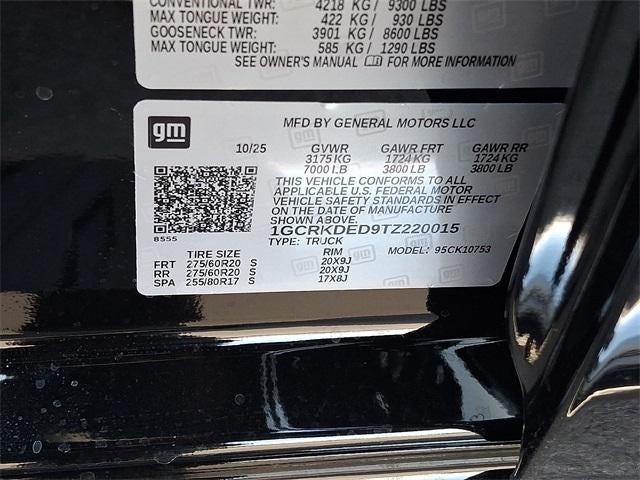 CONVENTIONAL TWR: 4218 KG / 9300 LBS
MAX TONGUE WEIGHT: 422 KG / 930 LBS
GOOSENECK TWR: 3901 KG / 8600 LBS
MAX TONGUE WEIGHT: 585 KG / 1290 LBS
SEE OWNER'S MANUAL FOR MORE INFORMATION
gm
MFD BY GENERAL MOTORS LLC
10/25 GVWR GAWR FRT GAWR RR
3175 KG 1724 KG 1724 KG
7000 LB 3800 LB 3800 LB
THIS VEHICLE CONFORMS TO ALL
APPLICABLE U.S. FEDERAL MOTOR
VEHICLE SAFETY STANDARDS IN EFFECT
ON THE DATE OF MANUFACTURE
SHOWN ABOVE.
8555
1GCRKDED9TZ220015
TYPE: TRUCK MODEL: 95CK10753
TIRE SIZE RIM
FRT 275/60R20 S 20X9J
RR 275/60R20 S 20X9J
SPA 255/80R17 S 17X8J